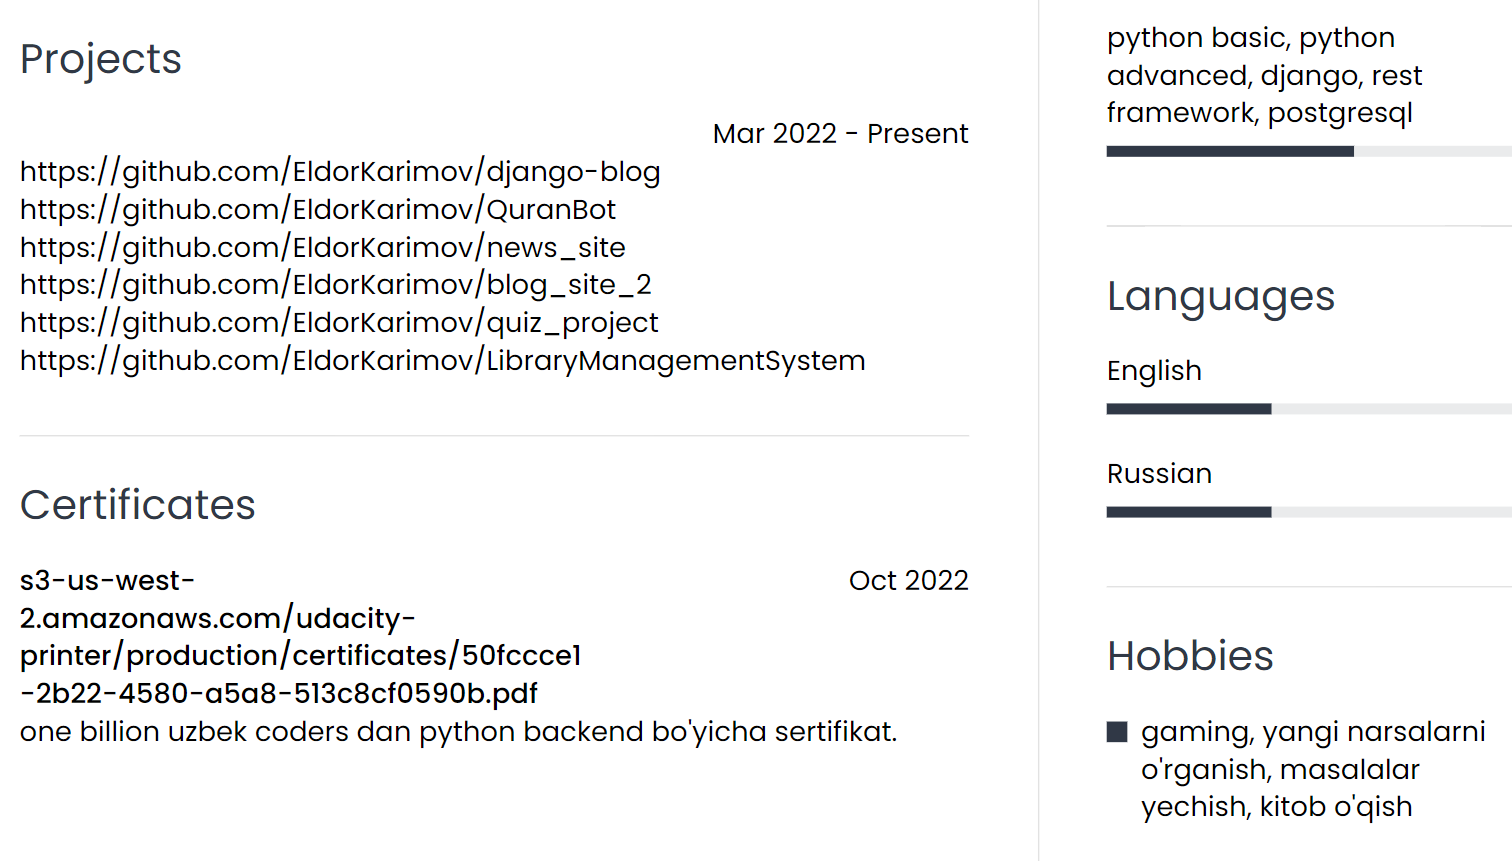 Projects
Mar 2022 - Present
https://github.com/EldorKarimov/django-blog
https://github.com/EldorKarimov/QuranBot
https://github.com/EldorKarimov/news_site
https://github.com/EldorKarimov/blog_site_2
https://github.com/EldorKarimov/quiz_project
https://github.com/EldorKarimov/LibraryManagementSystem
Certificates
s3-us-west-
2.amazonaws.com/udacity-
printer/production/certificates/50fccce1
-2b22-4580-a5a8-513c8cf0590b.pdf
Oct 2022
one billion uzbek coders dan python backend bo'yicha sertifikat.
python basic, python
advanced, django, rest
framework, postgresql
Languages
English
Russian
Hobbies
gaming, yangi narsalarni
o'rganish, masalalar
yechish, kitob o'qish